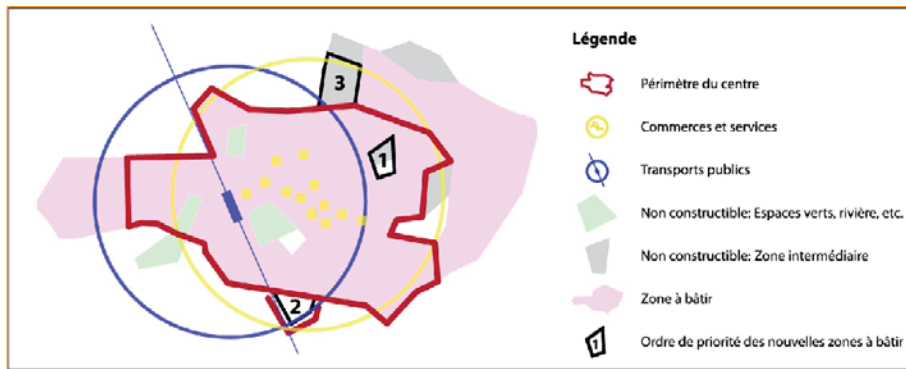 3
1
2
Légende
Périmètre du centre
Commerces et services
Transports publics
Non constructible: Espaces verts, rivière, etc.
Non constructible: Zone intermédiaire
Zone à bâtir
1 Ordre de priorité des nouvelles zones à bâtir